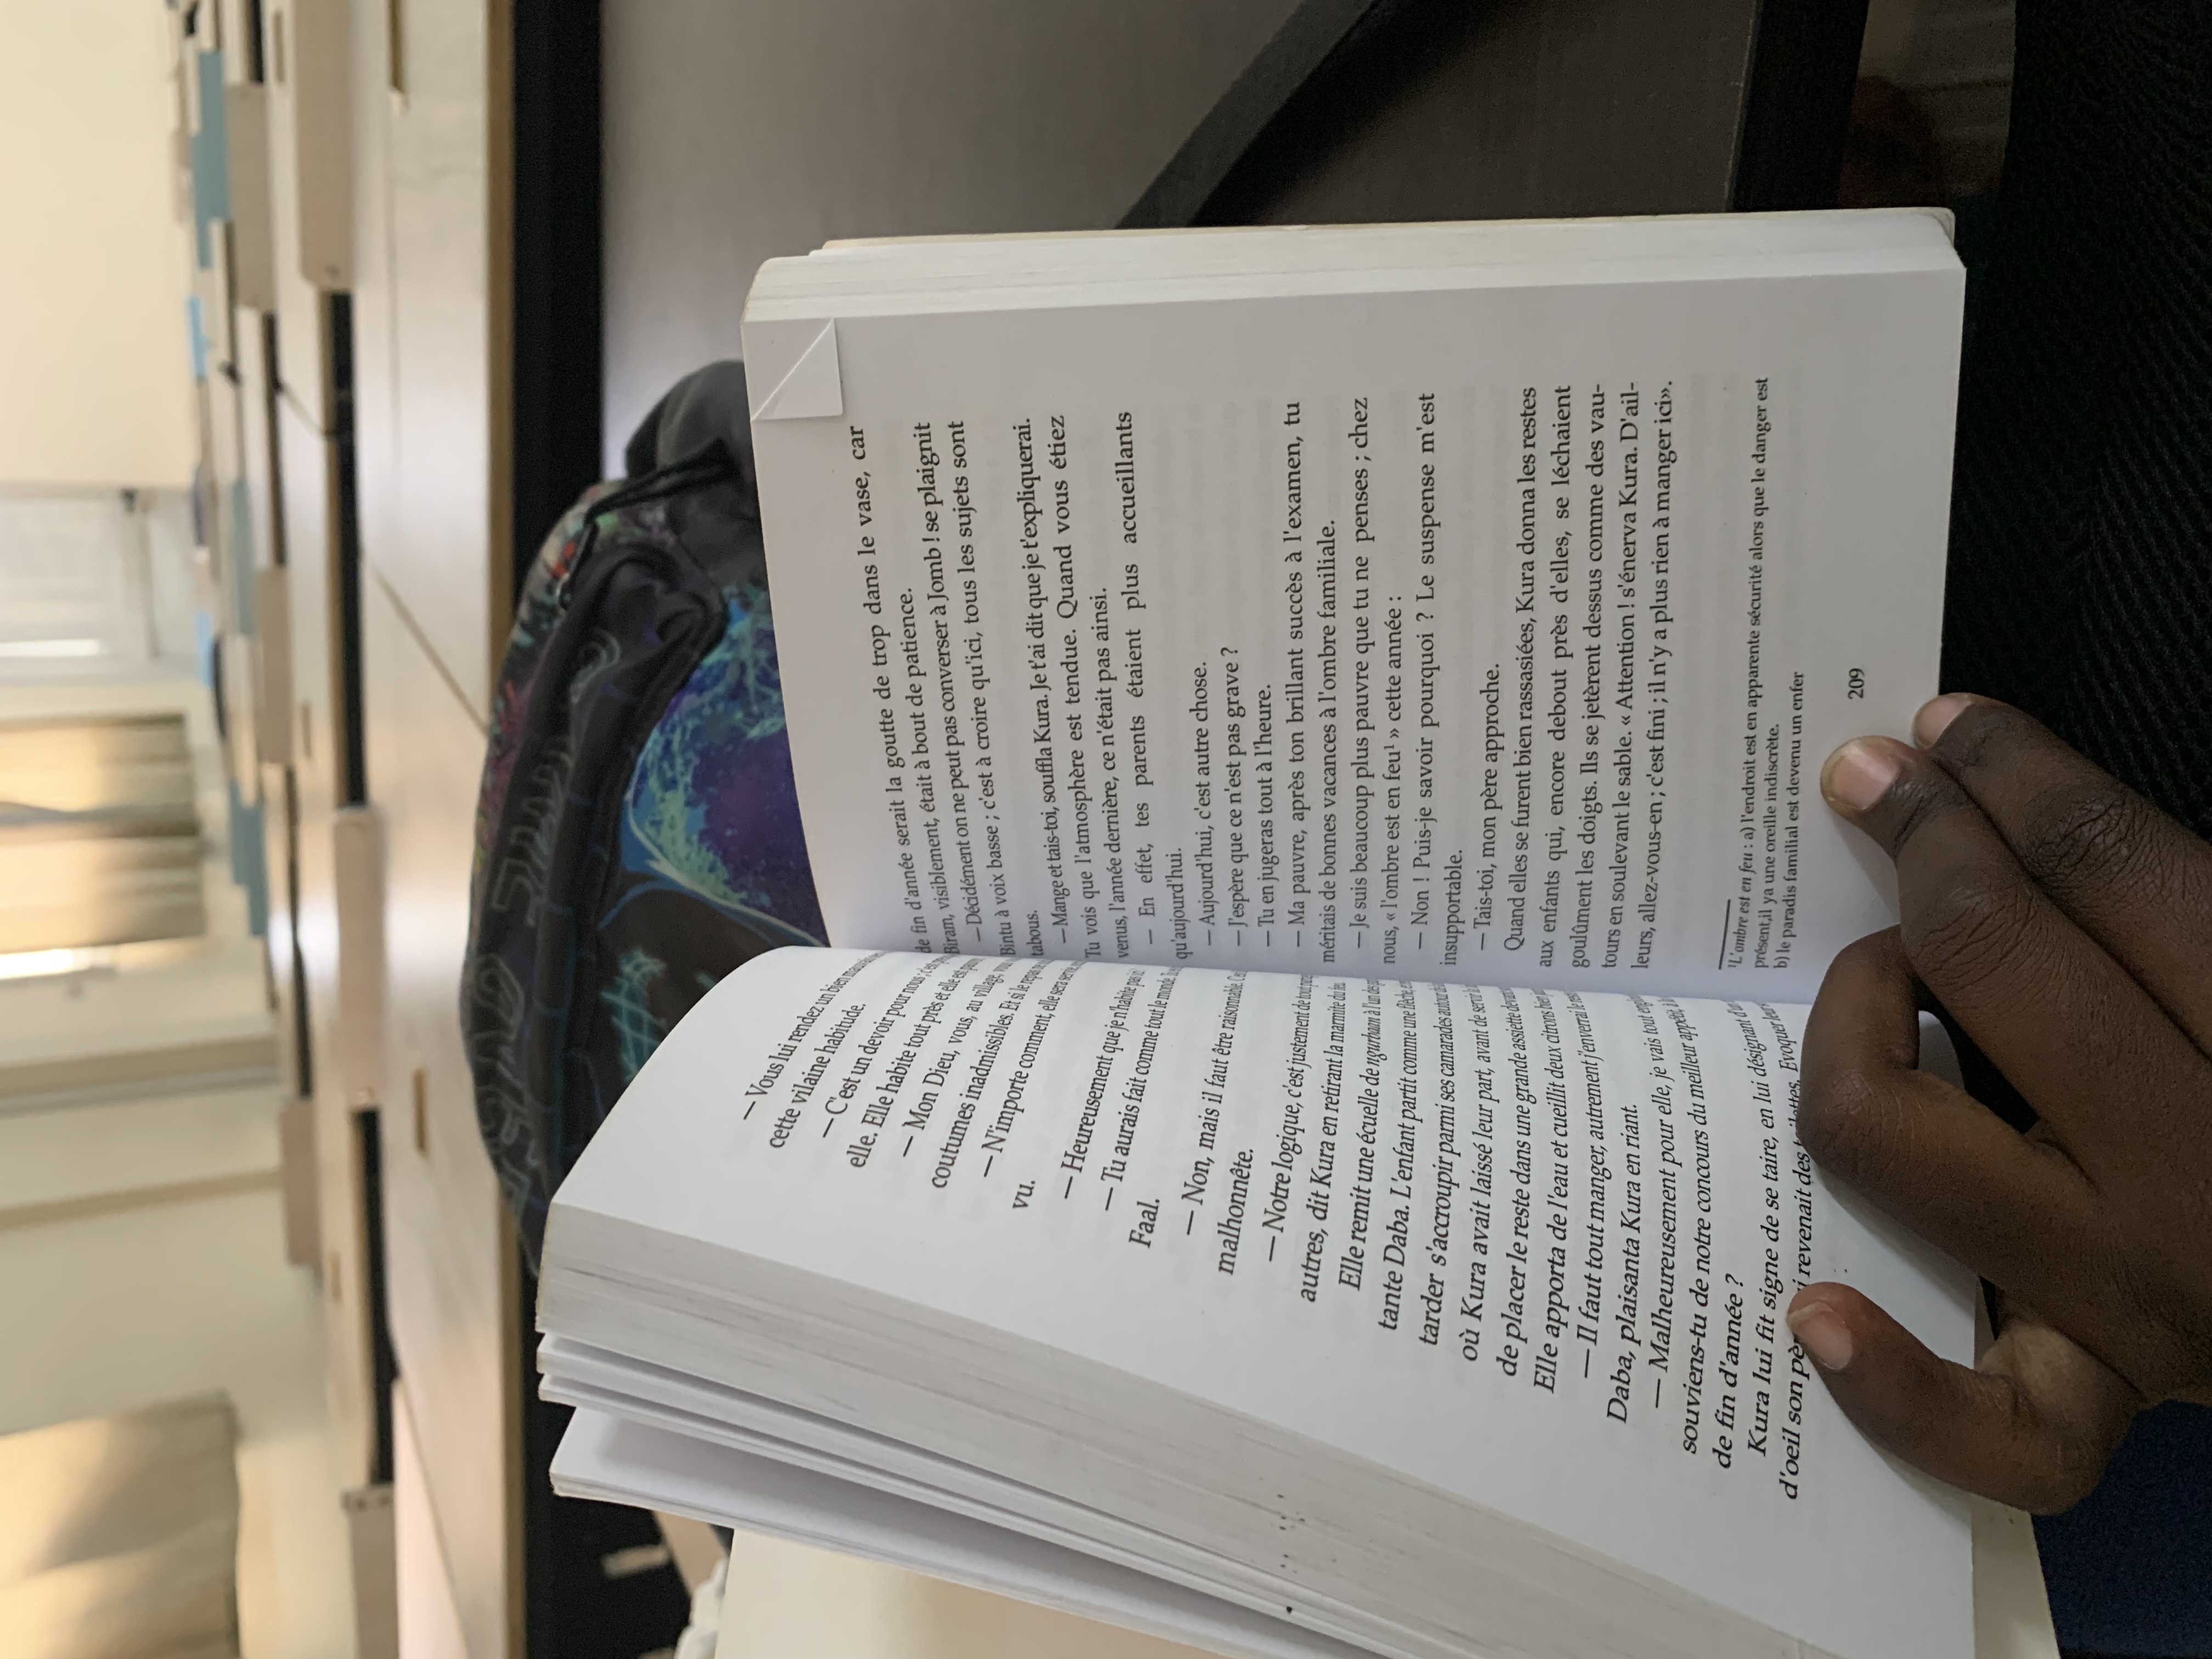 — Vous lui rendez un bien
cette vilaine habitude.
— C'est un devoir pour nous ; c'est
elle. Elle habite tout près et elle est
— Mon Dieu, vous, au village,
coutumes inadmissibles. Et si le repas
— N'importe comment, elle sera
vu.
— Heureusement que je n'habite pas
— Tu aurais fait comme tout le monde.
Faal.
— Non, mais il faut être raisonnable.
malhonnête.
— Notre logique, c'est justement de tout
autres, dit Kura en retirant la marmite du feu.
Elle remit une écuelle de ngurbaan à l'un des
tante Daba. L'enfant partit comme une flèche,
tarder s'accroupir parmi ses camarades autour
où Kura avait laissé leur part, avant de servir
de placer le reste dans une grande assiette
Elle apporta de l'eau et cueillit deux citrons bien
— Il faut tout manger, autrement j'enverrai le
Daba, plaisanta Kura en riant.
— Malheureusement pour elle, je vais tout
souviens-tu de notre concours du meilleur appétit,
de fin d'année ?
Kura lui fit signe de se taire, en lui désignant
d'oeil son revenait des Evoquer
de fin d'année serait la goutte de trop dans le vase, car
Biram, visiblement, était à bout de patience.
— Décidément on ne peut pas converser à Jomb ! se plaignit
Bintu à voix basse ; c'est à croire qu'ici, tous les sujets sont
tabous.
— Mange et tais-toi, souffla Kura. Je t'ai dit que je t'expliquerai.
Tu vois que l'atmosphère est tendue. Quand vous étiez
venus, l'année dernière, ce n'était pas ainsi.
— En effet, tes parents étaient plus accueillants
qu'aujourd'hui.
— Aujourd'hui, c'est autre chose.
— J'espère que ce n'est pas grave ?
— Tu en jugeras tout à l'heure.
— Ma pauvre, après ton brillant succès à l'examen, tu
méritais de bonnes vacances à l'ombre familiale.
— Je suis beaucoup plus pauvre que tu ne penses ; chez
nous, « l'ombre est en feu¹ » cette année :
— Non ! Puis-je savoir pourquoi ? Le suspense m'est
insupportable.
— Tais-toi, mon père approche.
Quand elles se furent bien rassasiées, Kura donna les restes
aux enfants qui, encore debout près d'elles, se léchaient
goulûment les doigts. Ils se jetèrent dessus comme des vau-
tours en soulevant le sable. « Attention ! s'énerva Kura. D'ail-
leurs, allez-vous-en ; c'est fini ; il n'y a plus rien à manger ici».
¹L'ombre est en feu : a) l'endroit est en apparente sécurité alors que le danger est
présent,il ya une oreille indiscrète.
b) le paradis familial est devenu un enfer
209